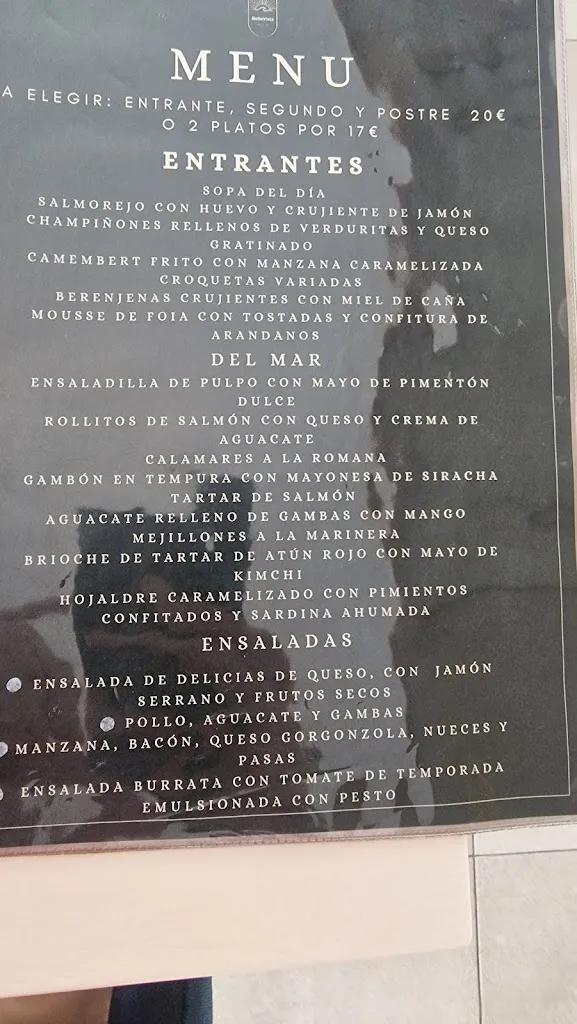 BellaVista
MENU
A ELEGIR: ENTRANTE, SEGUNDO Y POSTRE 20€
O 2 PLATOS POR 17€
ENTRANTES
SOPA DEL DÍA
SALMOREJO CON HUEVO Y CRUJIENTE DE JAMÓN
CHAMPIÑONES RELLENOS DE VERDURITAS Y QUESO
GRATINADO
CAMEMBERT FRITO CON MANZANA CARAMELIZADA
CROQUETAS VARIADAS
BERENJENAS CRUJIENTES CON MIEL DE CAÑA
MOUSSE DE FOIA CON TOSTADAS Y CONFITURA DE
ARANDANOS
DEL MAR
ENSALADILLA DE PULPO CON MAYO DE PIMENTÓN
DULCE
ROLLITOS DE SALMÓN CON QUESO Y CREMA DE
AGUACATE
CALAMARES A LA ROMANA
GAMBÓN EN TEMPURA CON MAYONESA DE SIRACHA
TARTAR DE SALMÓN
AGUACATE RELLENO DE GAMBAS CON MANGO
MEJILLONES A LA MARINERA
BRIOCHE DE TARTAR DE ATÚN ROJO CON MAYO DE
KIMCHI
HOJALDRE CARAMELIZADO CON PIMIENTOS
CONFITADOS Y SARDINA AHUMADA
ENSALADAS
ENSALADA DE DELICIAS DE QUESO, CON JAMÓN
SERRANO Y FRUTOS SECOS
POLLO, AGUACATE Y GAMBAS
MANZANA, BACÓN, QUESO GORGONZOLA, NUECES Y
PASAS
ENSALADA BURRATA CON TOMATE DE TEMPORADA
EMULSIONADA CON PESTO